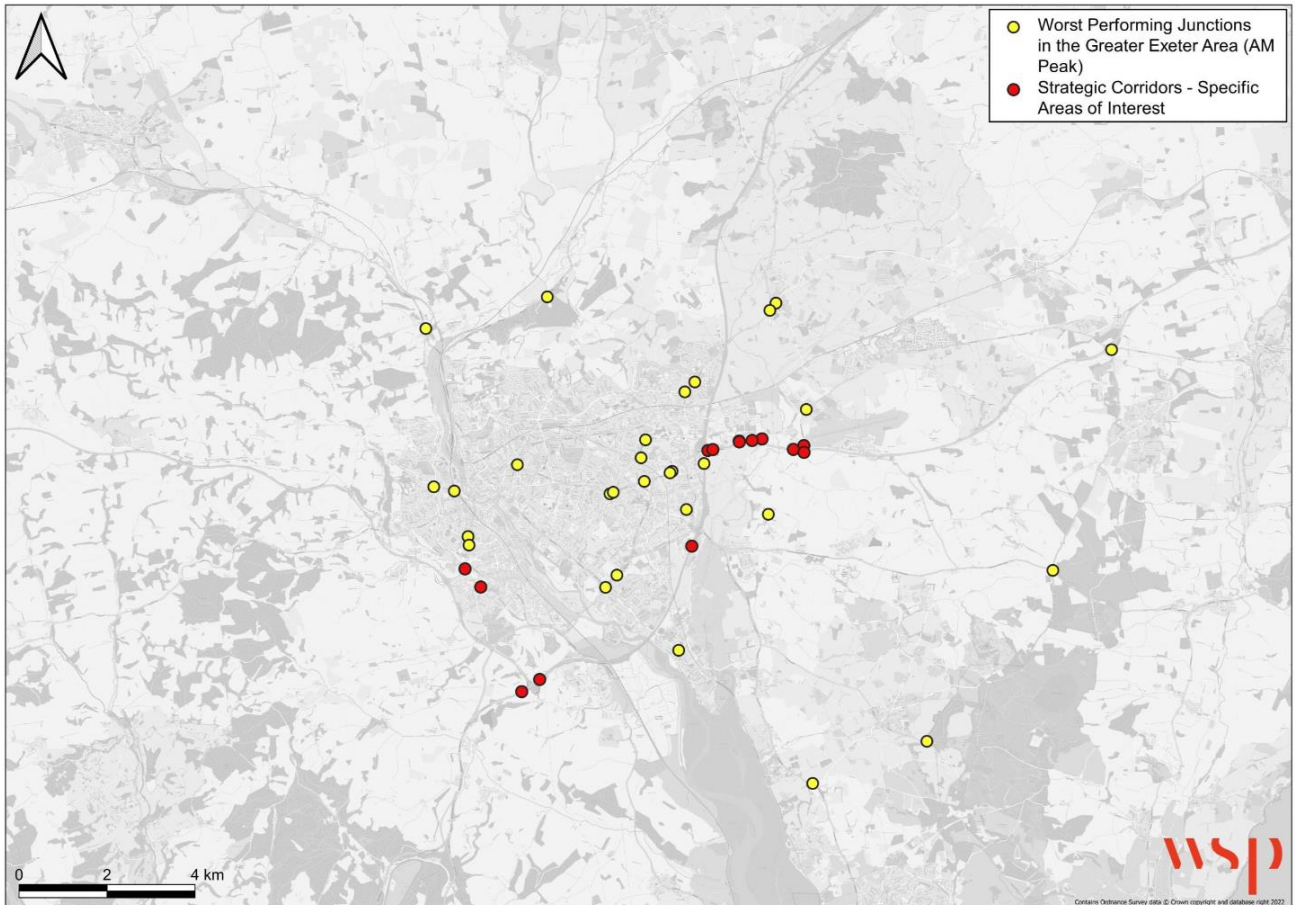 Worst Performing Junctions
in the Greater Exeter Area (AM
Peak)
Strategic Corridors - Specific
Areas of Interest
0 2 4 km
wsp
Contains Ordnance Survey data © Crown copyright and database right 2022